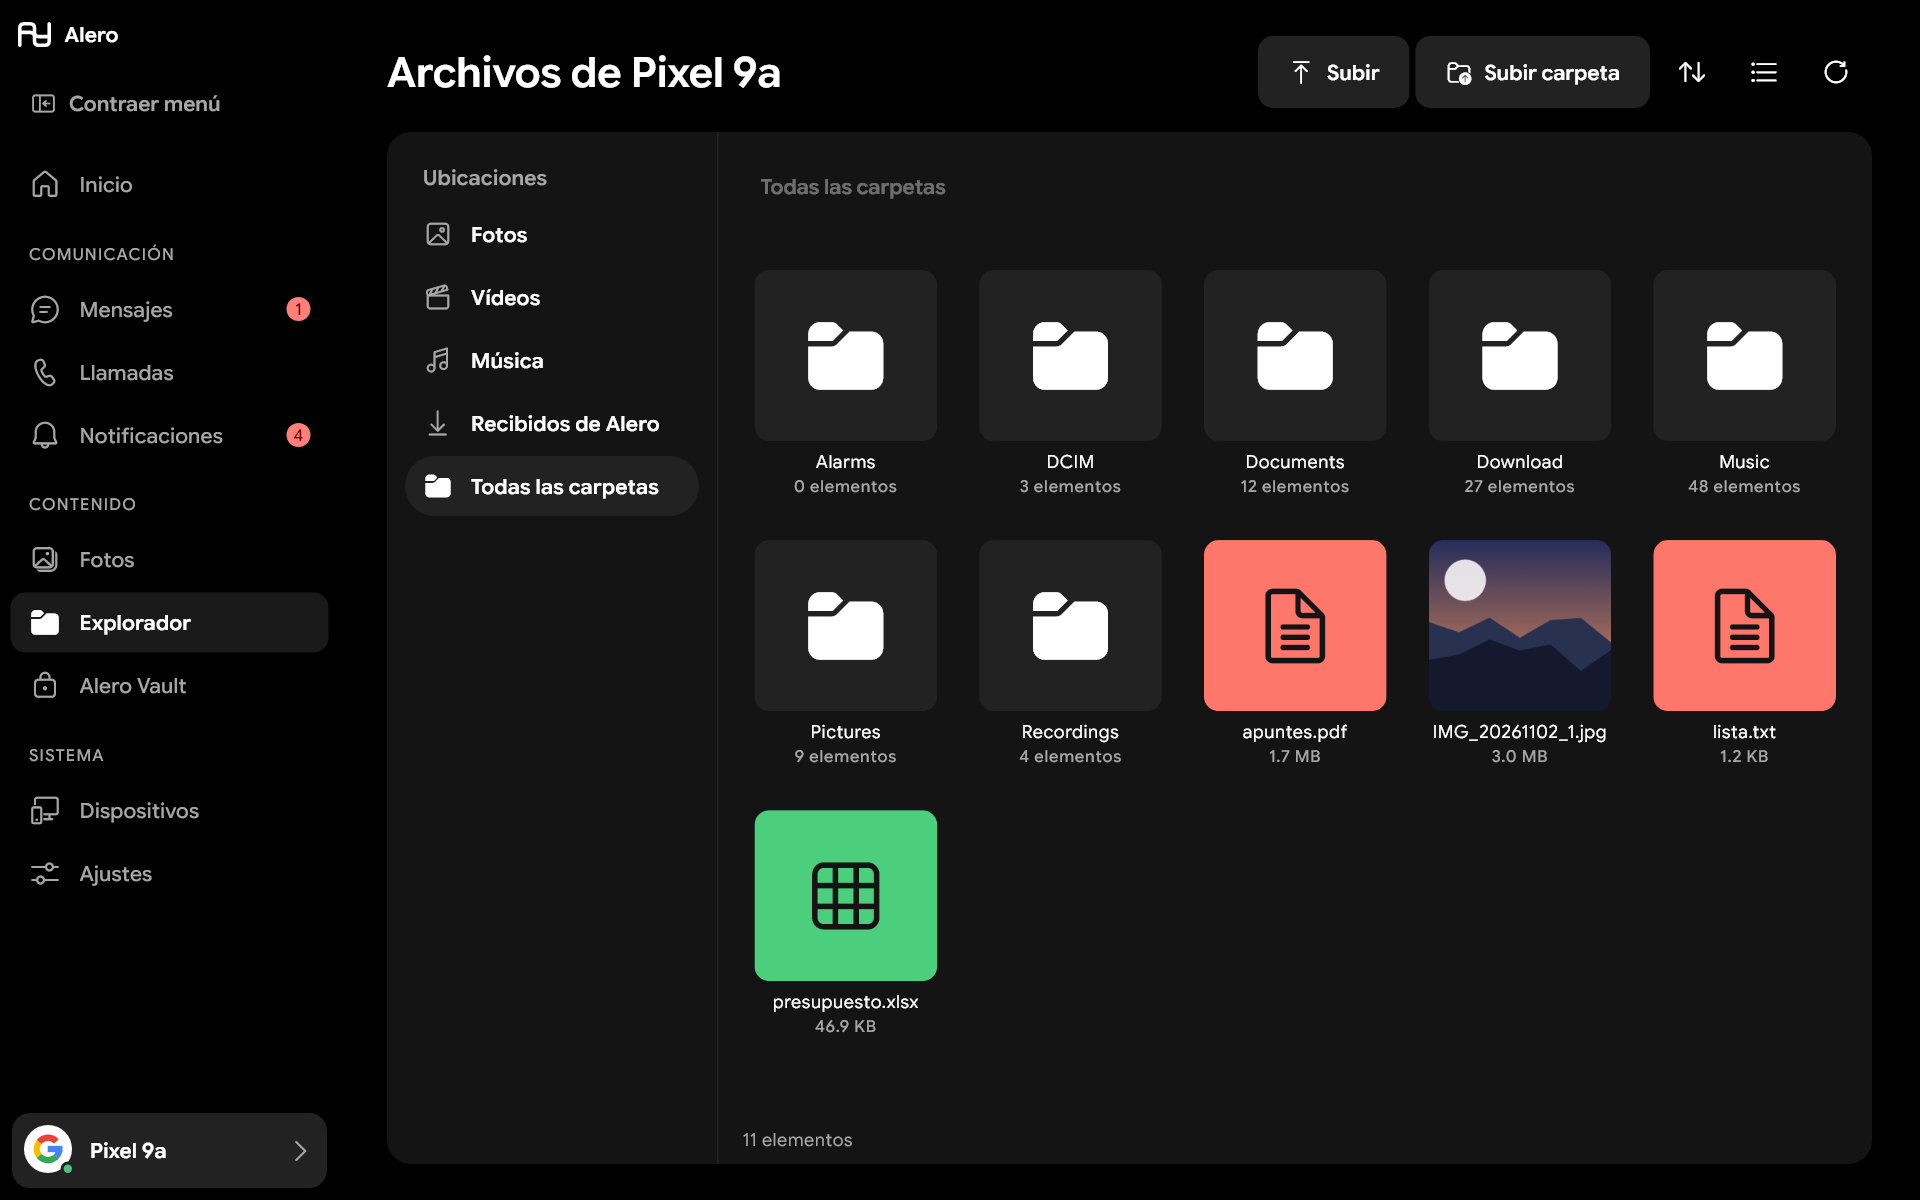 Alero
Contraer menú
Inicio
COMUNICACIÓN
Mensajes 1
Llamadas
Notificaciones 4
CONTENIDO
Fotos
Explorador
Alero Vault
SISTEMA
Dispositivos
Ajustes
Pixel 9a
Archivos de Pixel 9a
Subir
Subir carpeta
Ubicaciones
Fotos
Vídeos
Música
Recibidos de Alero
Todas las carpetas
Todas las carpetas
Alarms
0 elementos
DCIM
3 elementos
Documents
12 elementos
Download
27 elementos
Music
48 elementos
Pictures
9 elementos
Recordings
4 elementos
apuntes.pdf
1.7 MB
IMG_20261102_1.jpg
3.0 MB
lista.txt
1.2 KB
presupuesto.xlsx
46.9 KB
11 elementos